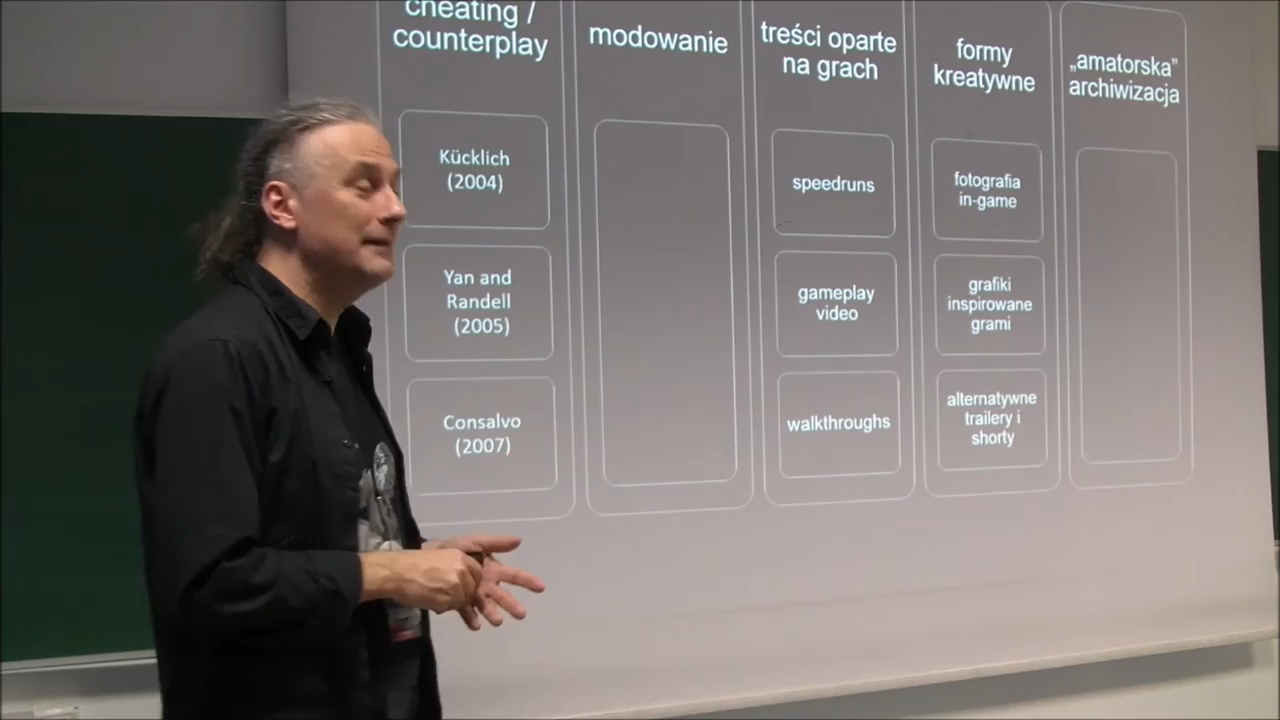 cheating /
counterplay
Kücklich
(2004)
Yan and
Randell
(2005)
Consalvo
(2007)
modowanie
treści oparte
na grach
speedruns
gameplay
video
walkthroughs
formy
kreatywne
fotografia
in-game
grafiki
inspirowane
grami
alternatywne
trailery i
shorty
„amatorska”
archiwizacja